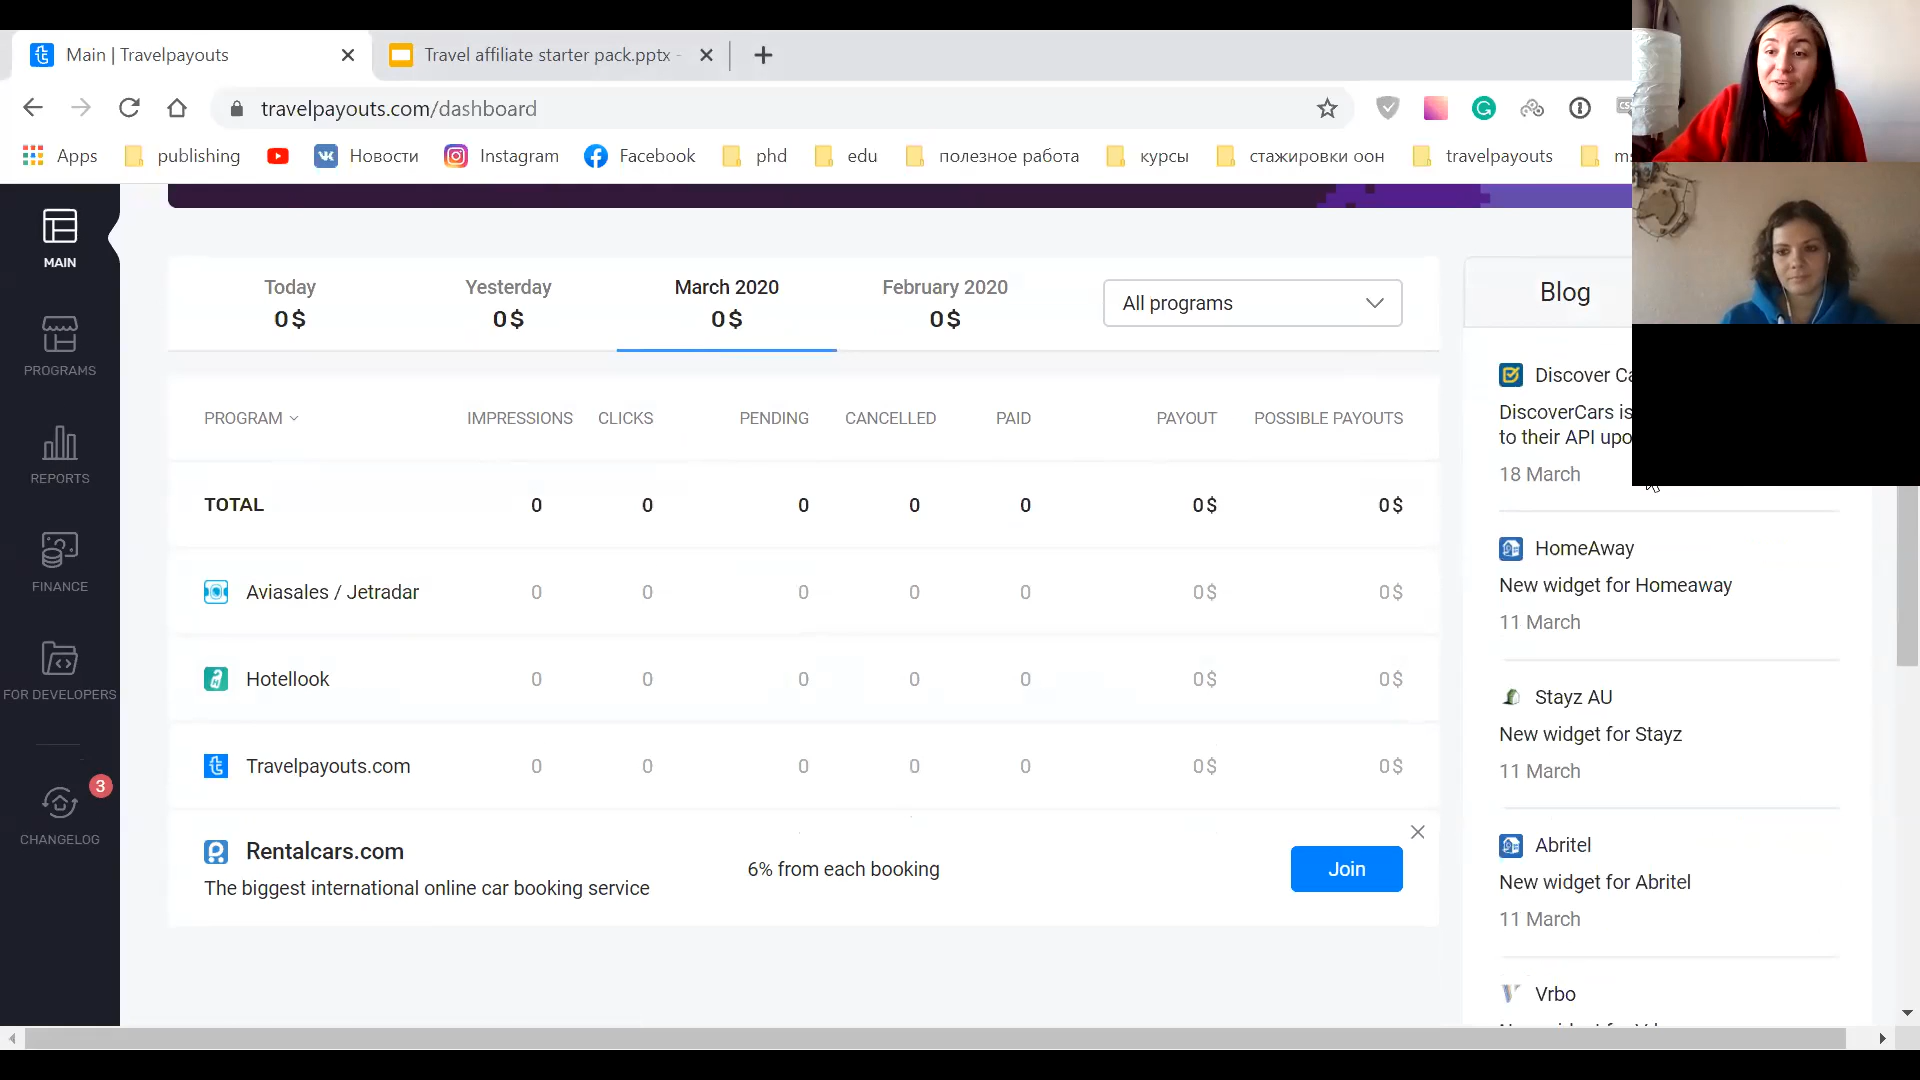 Main | Travelpayouts
Travel affiliate starter pack.pptx -
travelpayouts.com/dashboard
Apps
publishing
Новости
Instagram
Facebook
phd
edu
полезное работа
курсы
стажировки оон
travelpayouts
MAIN
PROGRAMS
REPORTS
FINANCE
FOR DEVELOPERS
3
CHANGELOG
Today
0$
Yesterday
0$
March 2020
0$
February 2020
0$
All programs
PROGRAM IMPRESSIONS CLICKS PENDING CANCELLED PAID PAYOUT POSSIBLE PAYOUTS
TOTAL 0 0 0 0 0 0$ 0$
Aviasales / Jetradar 0 0 0 0 0 0$ 0$
Hotellook 0 0 0 0 0 0$ 0$
Travelpayouts.com 0 0 0 0 0 0$ 0$
Rentalcars.com
The biggest international online car booking service
6% from each booking
Join
Blog
Discover
DiscoverCars is
to their API
18 March
HomeAway
New widget for Homeaway
11 March
Stayz AU
New widget for Stayz
11 March
Abritel
New widget for Abritel
11 March
Vrbo